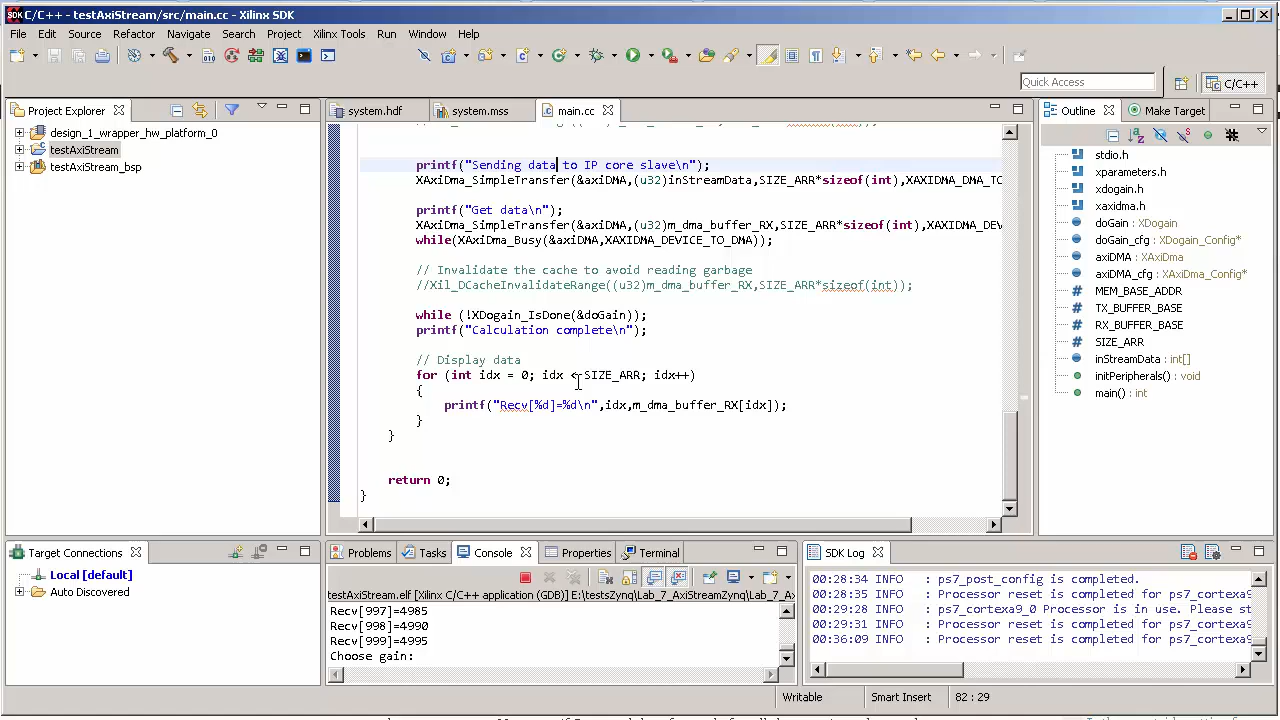 C/C++ - testAxiStream/src/main.cc - Xilinx SDK
File Edit Source Refactor Navigate Search Project Xilinx Tools Run Window Help
Quick Access
C/C++
Project Explorer
design_1_wrapper_hw_platform_0
testAxiStream
testAxiStream_bsp
system.hdf system.mss main.cc
printf("Sending data to IP core slave\n");
XAxiDma_SimpleTransfer(&axiDMA,(u32)inStreamData,SIZE_ARR*sizeof(int),XAXIDMA_DMA_TO
printf("Get data\n");
XAxiDma_SimpleTransfer(&axiDMA,(u32)m_dma_buffer_RX,SIZE_ARR*sizeof(int),XAXIDMA_DEV
while(XAxiDma_Busy(&axiDMA,XAXIDMA_DEVICE_TO_DMA));
// Invalidate the cache to avoid reading garbage
//Xil_DCacheInvalidateRange((u32)m_dma_buffer_RX,SIZE_ARR*sizeof(int));
while (!XDogain_IsDone(&doGain));
printf("Calculation complete\n");
// Display data
for (int idx = 0; idx < SIZE_ARR; idx++)
{
printf("Recv[%d]=%d\n",idx,m_dma_buffer_RX[idx]);
}
}
return 0;
}
Outline Make Target
stdio.h
xparameters.h
xdogain.h
xaxidma.h
doGain : XDogain
doGain_cfg : XDogain_Config*
axiDMA : XAxiDma
axiDMA_cfg : XAxiDma_Config*
MEM_BASE_ADDR
TX_BUFFER_BASE
RX_BUFFER_BASE
SIZE_ARR
inStreamData : int[]
initPeripherals() : void
main() : int
Target Connections
Local [default]
Auto Discovered
Problems Tasks Console Properties Terminal
testAxiStream.elf [Xilinx C/C++ application (GDB)] E:\testsZynq\Lab_7_AxiStreamZynq\Lab_7_Ax
Recv[997]=4985
Recv[998]=4990
Recv[999]=4995
Choose gain:
SDK Log
00:28:34 INFO : ps7_post_config is completed.
00:28:35 INFO : Processor reset is completed for ps7_cortexa9
00:29:28 INFO : ps7_cortexa9_0 Processor is in use. Please st
00:29:31 INFO : Processor reset is completed for ps7_cortexa9
00:36:09 INFO : Processor reset is completed for ps7_cortexa9
Writable Smart Insert 82 : 29